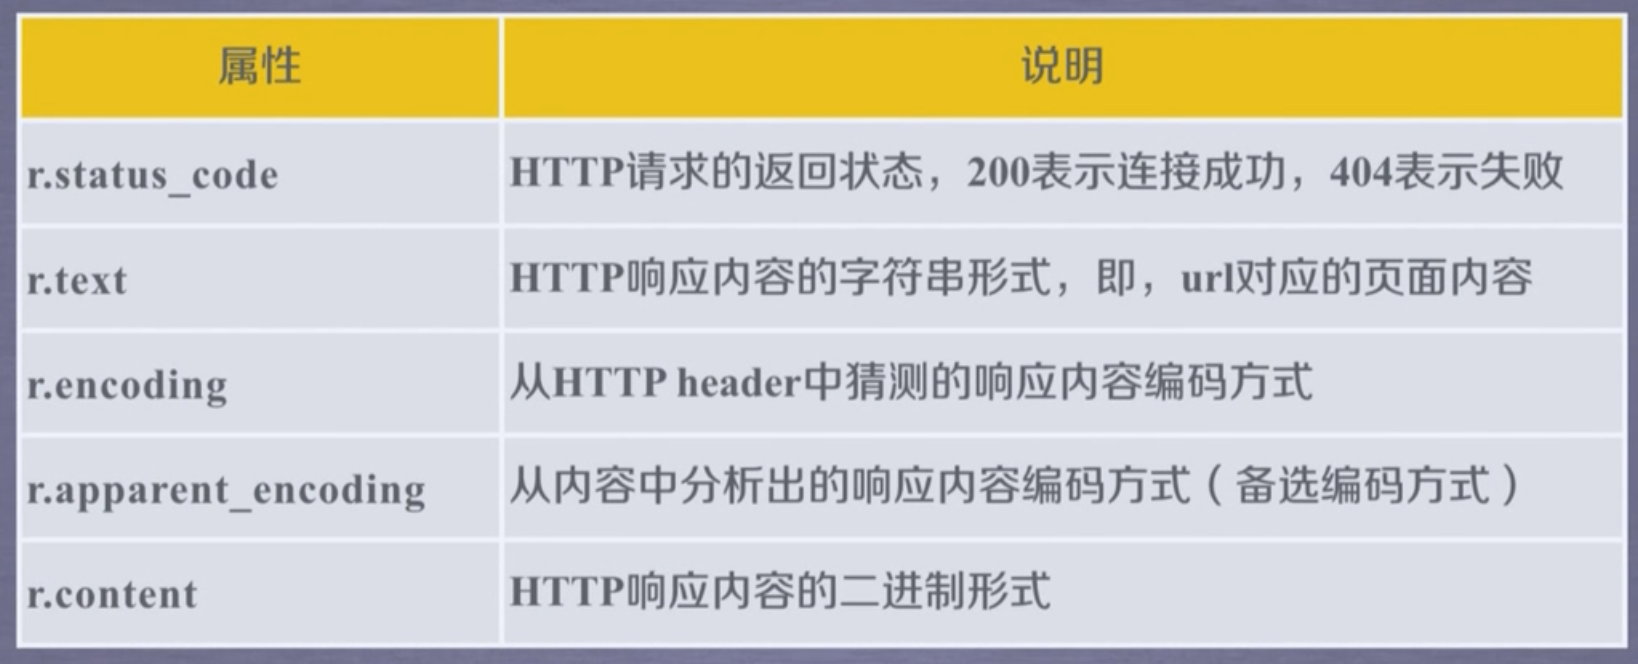 属性 说明
r.status_code HTTP请求的返回状态，200表示连接成功，404表示失败
r.text HTTP响应内容的字符串形式，即，url对应的页面内容
r.encoding 从HTTP header中猜测的响应内容编码方式
r.apparent_encoding 从内容中分析出的响应内容编码方式（备选编码方式）
r.content HTTP响应内容的二进制形式